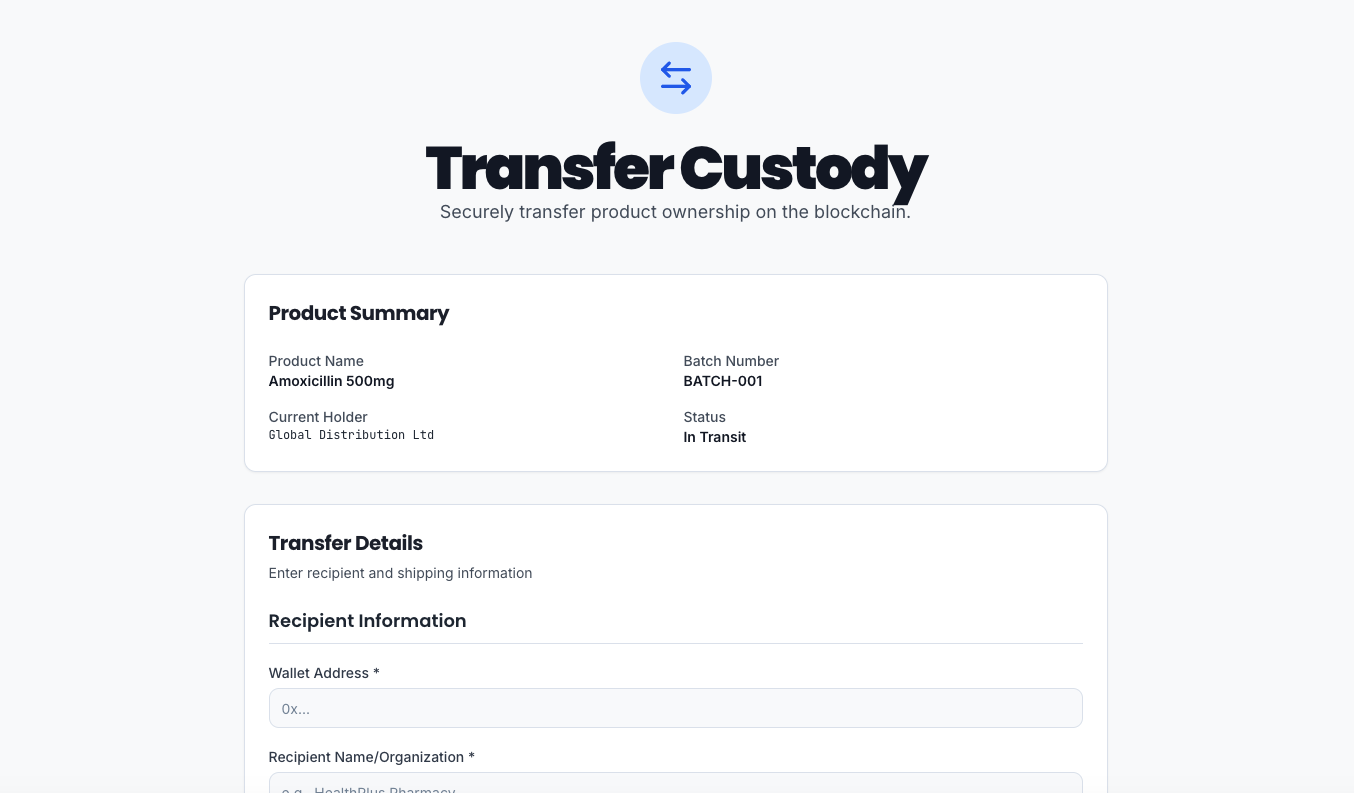 Transfer Custody
Securely transfer product ownership on the blockchain.
Product Summary
Product Name
Amoxicillin 500mg
Batch Number
BATCH-001
Current Holder
Global Distribution Ltd
Status
In Transit
Transfer Details
Enter recipient and shipping information
Recipient Information
Wallet Address *
0x...
Recipient Name/Organization *
e.g., HealthPlus Pharmacy